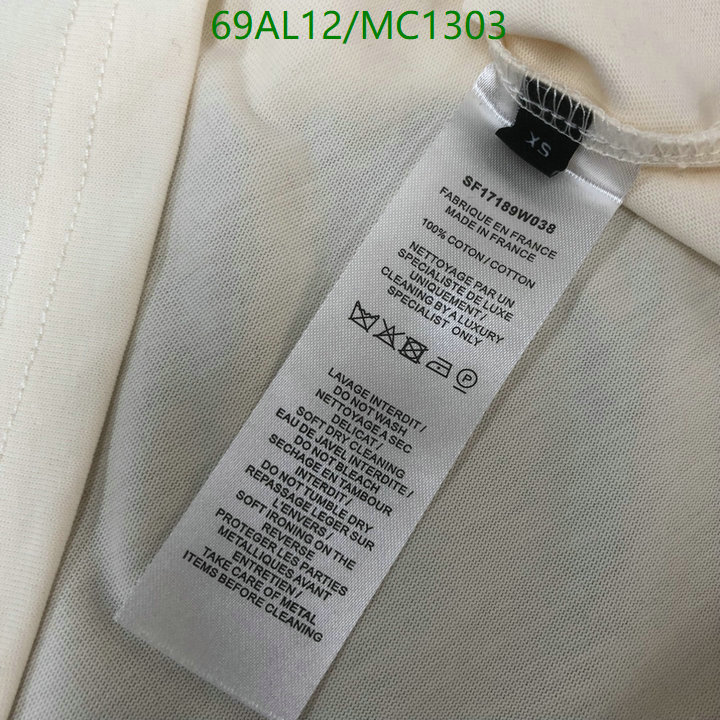 69AL12/MC1303
XS
SF17189W038
FABRIQUE EN FRANCE
MADE IN FRANCE
100% COTON / COTTON
NETTOYAGE PAR UN
SPECIALISTE DE LUXE
UNIQUEMENT /
CLEANING BY A LUXURY
SPECIALIST ONLY
P
LAVAGE INTERDIT /
DO NOT WASH
NETTOYAGE A SEC
DELICAT /
SOFT DRY CLEANING
EAU DE JAVEL INTERDITE /
DO NOT BLEACH
SECHAGE EN TAMBOUR
INTERDIT /
DO NOT TUMBLE DRY
REPASSAGE LEGER SUR
L'ENVERS /
SOFT IRONING ON THE
REVERSE
PROTEGER LES PARTIES
METALLIQUES AVANT
ENTRETIEN /
TAKE CARE OF METAL
ITEMS BEFORE CLEANING